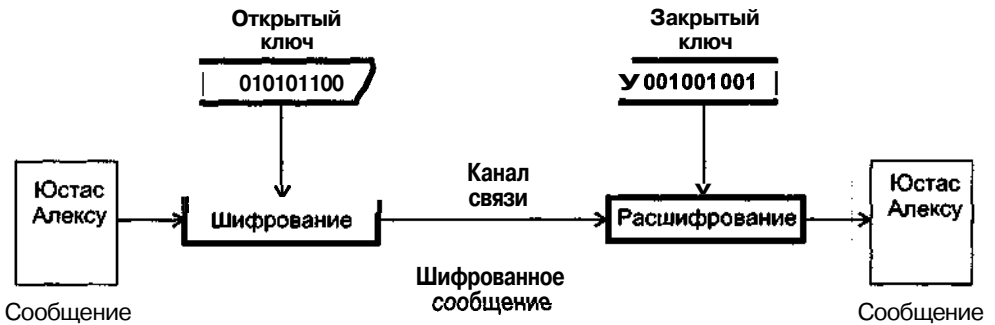 Открытый
ключ
010101100
Закрытый
ключ
У 001001001
Юстас
Алексу
Шифрование
Канал
связи
Расшифрование
Юстас
Алексу
Шифрованное
сообщение
Сообщение
Сообщение